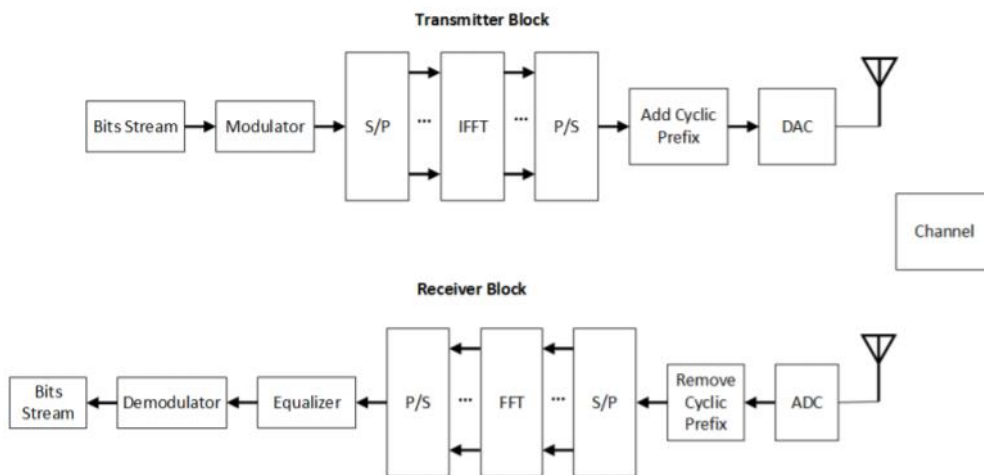 Transmitter Block
Bits Stream
Modulator
S/P
...
IFFT
...
P/S
Add Cyclic
Prefix
DAC
Channel
Receiver Block
Bits
Stream
Demodulator
Equalizer
P/S
...
FFT
...
S/P
Remove
Cyclic
Prefix
ADC